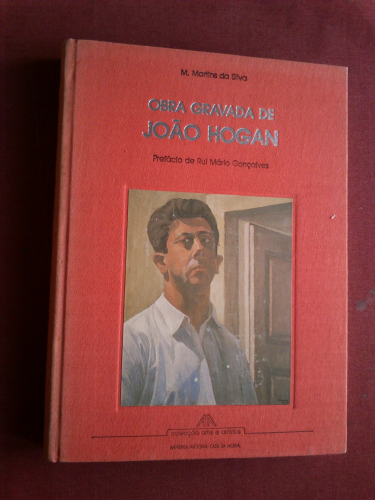 M. Martins da Silva
OBRA GRAVADA DE
JOÃO HOGAN
Prefácio de Rui Mário Gonçalves
colecção arte e artistas
IMPRENSA NACIONAL-CASA DA MOEDA